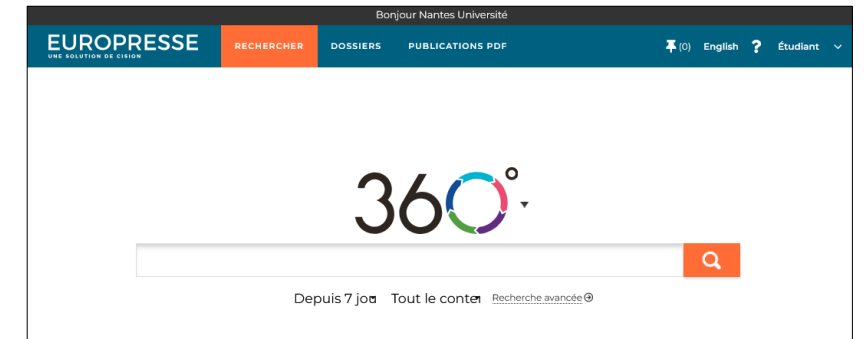 Bonjour Nantes Université
EUROPRESSE
UNE SOLUTION DE CISION
RECHERCHER DOSSIERS PUBLICATIONS PDF (0) English ? Étudiant
360°
Depuis 7 jou Tout le conte Recherche avancée